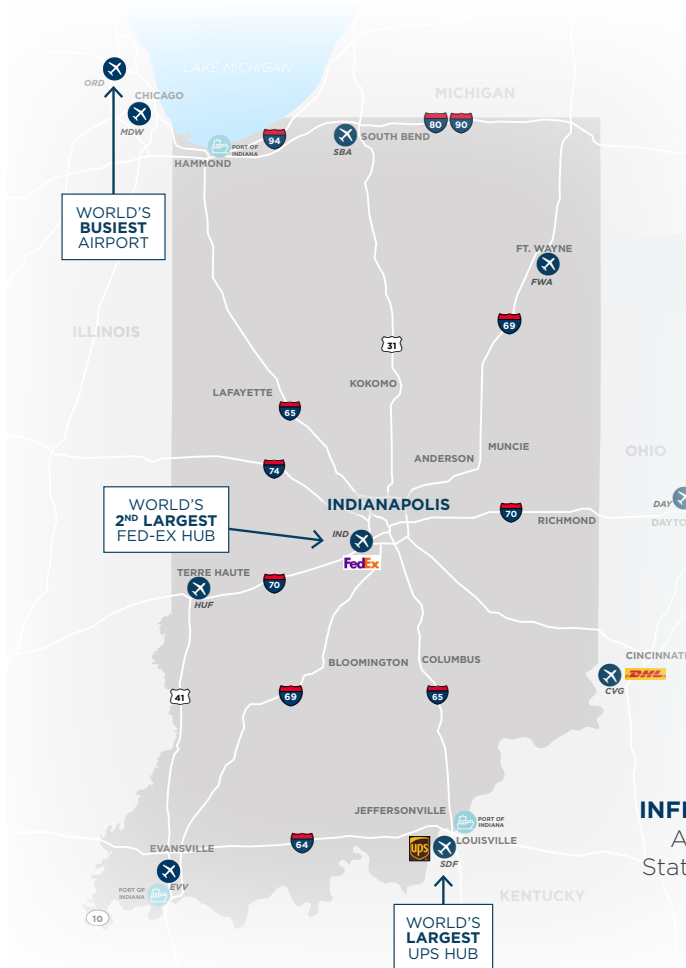 LAKE MICHIGAN
ORD
CHICAGO
MDW
MICHIGAN
80
90
94
PORT OF
INDIANA
HAMMOND
SOUTH BEND
SBA
WORLD'S
BUSIEST
AIRPORT
FT. WAYNE
FWA
69
ILLINOIS
31
KOKOMO
LAFAYETTE
65
MUNCIE
ANDERSON
OHIO
74
WORLD'S
2ND LARGEST
FED-EX HUB
INDIANAPOLIS
IND
FedEx
70
RICHMOND
DAY
DAYTO
TERRE HAUTE
HUF
70
BLOOMINGTON
COLUMBUS
CINCINNATI
CVG
DHL
41
69
65
JEFFERSONVILLE
PORT OF
INDIANA
INF
A
Stat
64
ups
LOUISVILLE
SDF
EVANSVILLE
EVV
PORT OF
INDIANA
10
KENTUCKY
WORLD'S
LARGEST
UPS HUB